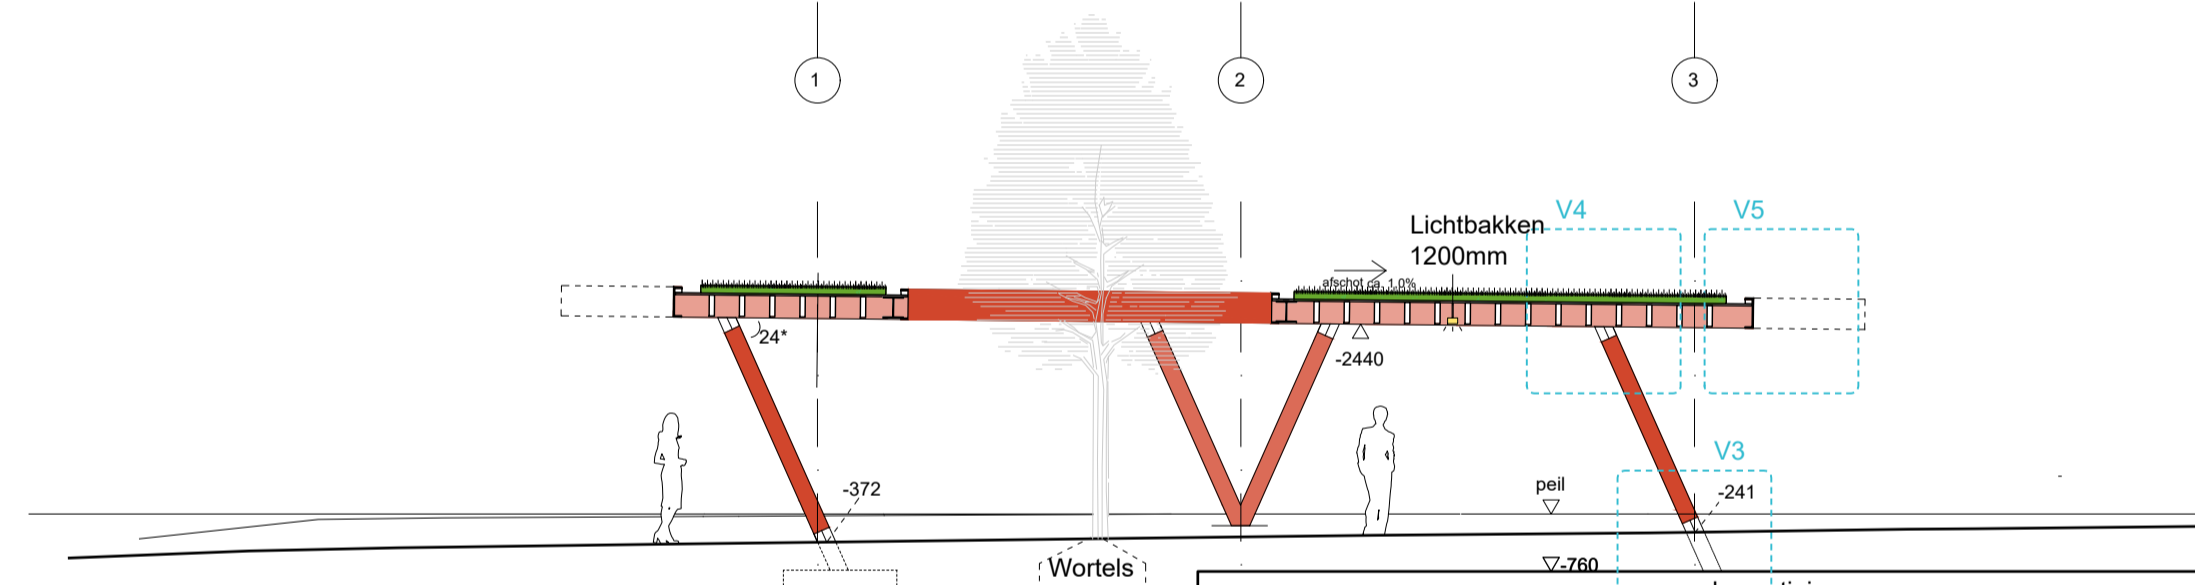 1
2
3
V4
V5
Lichtbakken
1200mm
afschot ca. 1.0%
24*
-2440
V3
-372
peil
-241
-760
Wortels